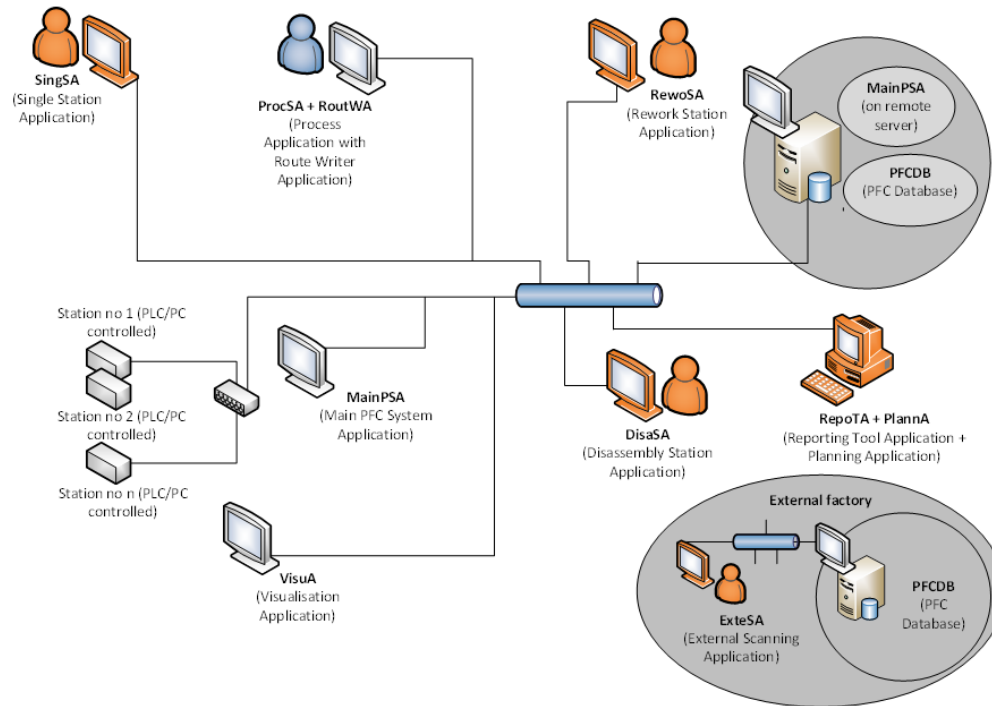 SingSA
(Single Station
Application)
ProcSA + RoutWA
(Process
Application with
Route Writer
Application)
RewoSA
(Rework Station
Application)
MainPSA
(on remote
server)
PFCDB
(PFC Database)
Station no 1 (PLC/PC
controlled)
Station no 2 (PLC/PC
controlled)
Station no n (PLC/PC
controlled)
MainPSA
(Main PFC System
Application)
VisuA
(Visualisation
Application)
DisaSA
(Disassembly Station
Application)
RepoTA + PlannA
(Reporting Tool Application +
Planning Application)
External factory
ExteSA
(External Scanning
Application)
PFCDB
(PFC
Database)